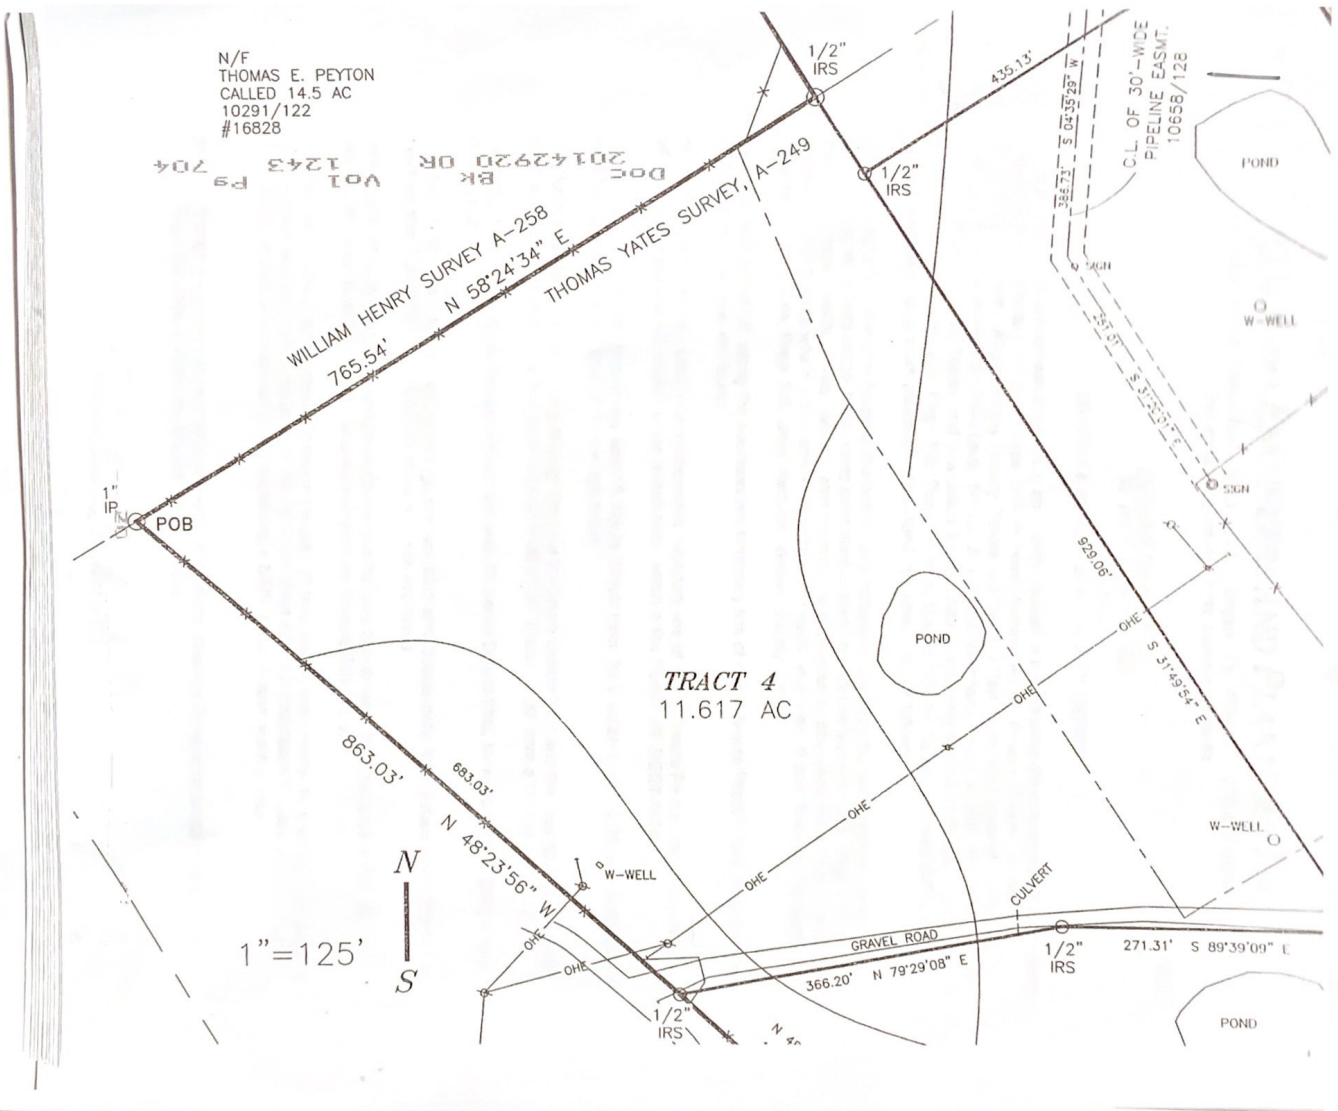 N/F
THOMAS E. PEYTON
CALLED 14.5 AC
10291/122
#16828
Doc
20142920
Bk
OR
Vol
1243
Pg
704
1/2"
IRS
435.13'
386.73'
S 04°35'29" W
C.L. OF 30'-WIDE
PIPELINE EASMT.
10658/128
POND
1/2"
IRS
WILLIAM HENRY SURVEY A-258
N 58°24'34" E
THOMAS YATES SURVEY, A-249
765.54'
SIGN
W-WELL
SIGN
1"
IP
POB
929.06'
S 31°49'54" E
OHE
POND
TRACT 4
11.617 AC
OHE
OHE
863.03'
683.03'
N 48°23'56" W
W-WELL
W-WELL
OHE
CULVERT
N
1"=125'
S
OHE
OHE
GRAVEL ROAD
366.20'
N 79°29'08" E
1/2"
IRS
271.31'
S 89°39'09" E
1/2"
IRS
POND